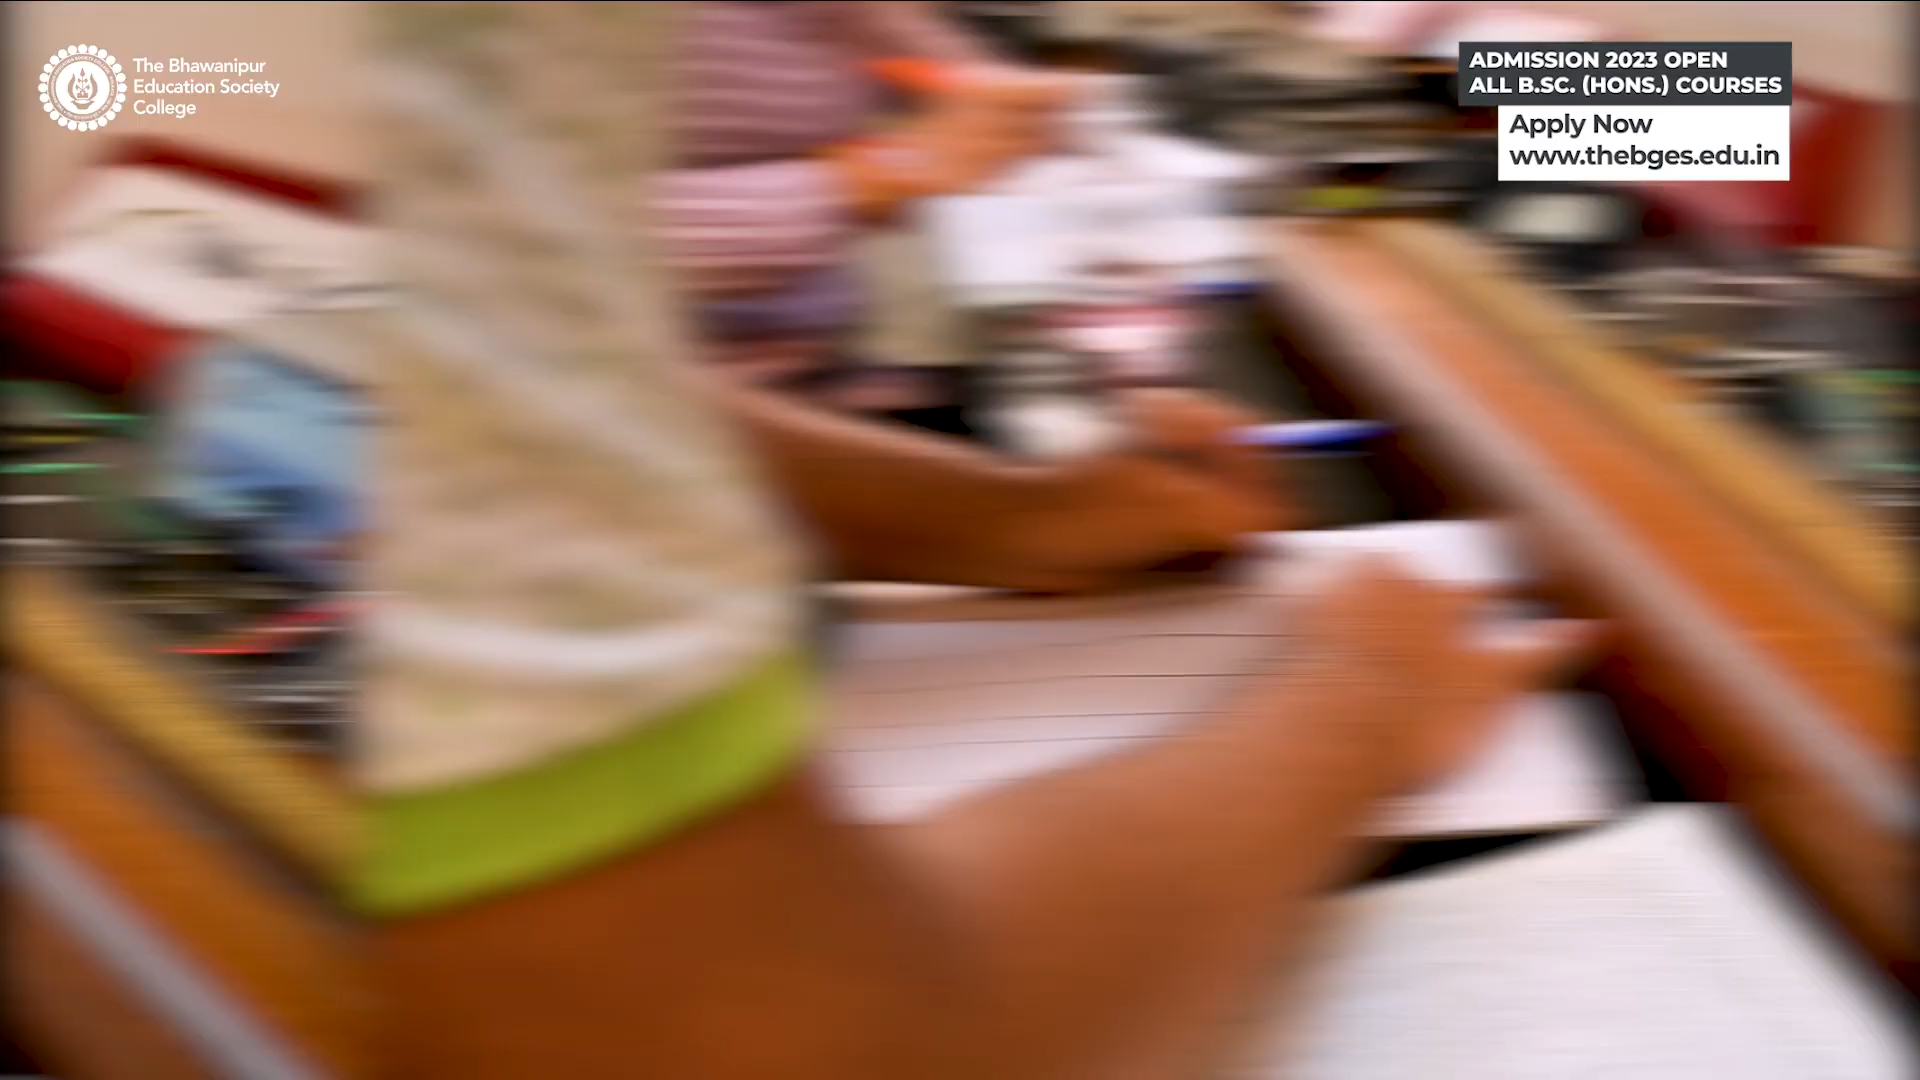 The Bhawanipur
Education Society
College
ADMISSION 2023 OPEN
ALL B.SC. (HONS.) COURSES
Apply Now
www.thebges.edu.in